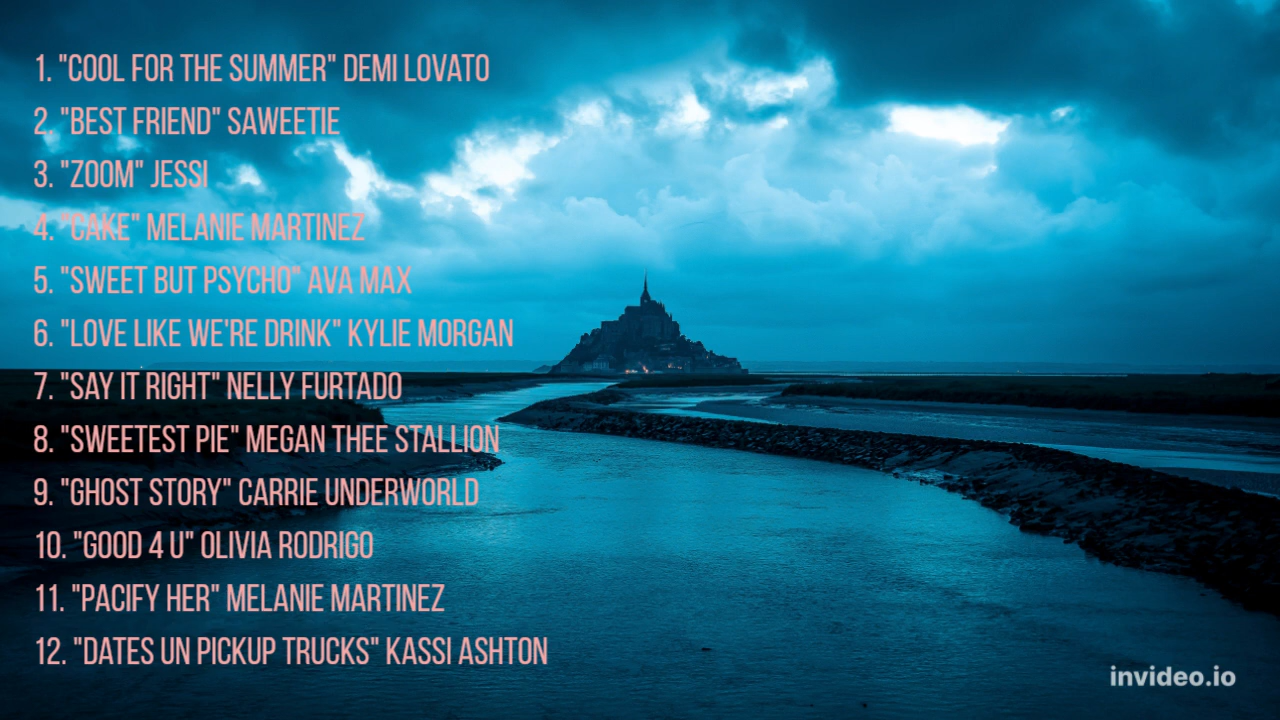 1. "COOL FOR THE SUMMER" DEMI LOVATO
2. "BEST FRIEND" SAWEETIE
3. "ZOOM" JESSI
4. "CAKE" MELANIE MARTINEZ
5. "SWEET BUT PSYCHO" AVA MAX
6. "LOVE LIKE WE'RE DRINK" KYLIE MORGAN
7. "SAY IT RIGHT" NELLY FURTADO
8. "SWEETEST PIE" MEGAN THEE STALLION
9. "GHOST STORY" CARRIE UNDERWORLD
10. "GOOD 4 U" OLIVIA RODRIGO
11. "PACIFY HER" MELANIE MARTINEZ
12. "DATES UN PICKUP TRUCKS" KASSI ASHTON
invideo.io